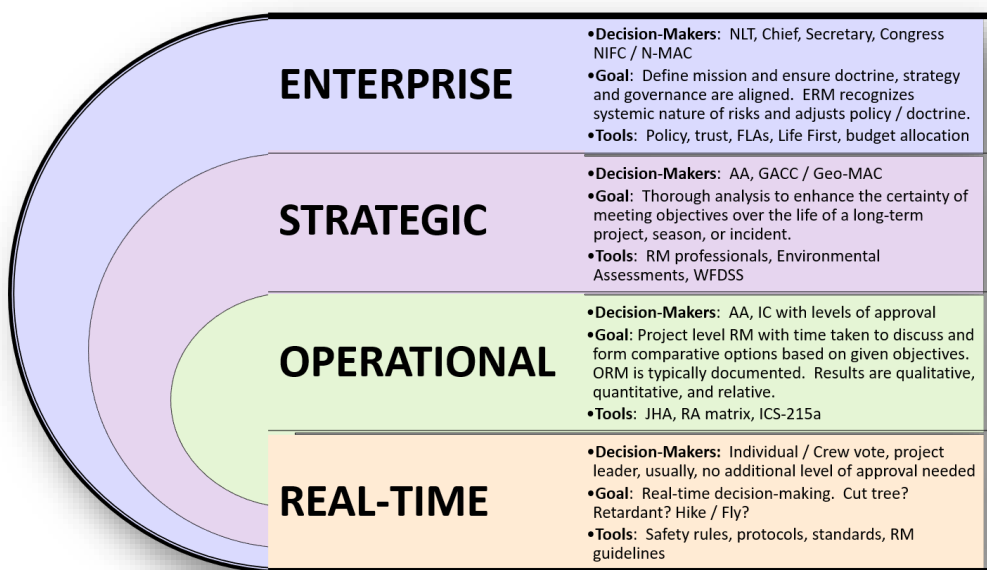 ENTERPRISE
•Decision-Makers: NLT, Chief, Secretary, Congress
NIFC / N-MAC
•Goal: Define mission and ensure doctrine, strategy
and governance are aligned. ERM recognizes
systemic nature of risks and adjusts policy / doctrine.
•Tools: Policy, trust, FLAs, Life First, budget allocation
STRATEGIC
•Decision-Makers: AA, GACC / Geo-MAC
•Goal: Thorough analysis to enhance the certainty of
meeting objectives over the life of a long-term
project, season, or incident.
•Tools: RM professionals, Environmental
Assessments, WFDSS
OPERATIONAL
•Decision-Makers: AA, IC with levels of approval
•Goal: Project level RM with time taken to discuss and
form comparative options based on given objectives.
ORM is typically documented. Results are qualitative,
quantitative, and relative.
•Tools: JHA, RA matrix, ICS-215a
REAL-TIME
•Decision-Makers: Individual / Crew vote, project
leader, usually, no additional level of approval needed
•Goal: Real-time decision-making. Cut tree?
Retardant? Hike / Fly?
•Tools: Safety rules, protocols, standards, RM
guidelines